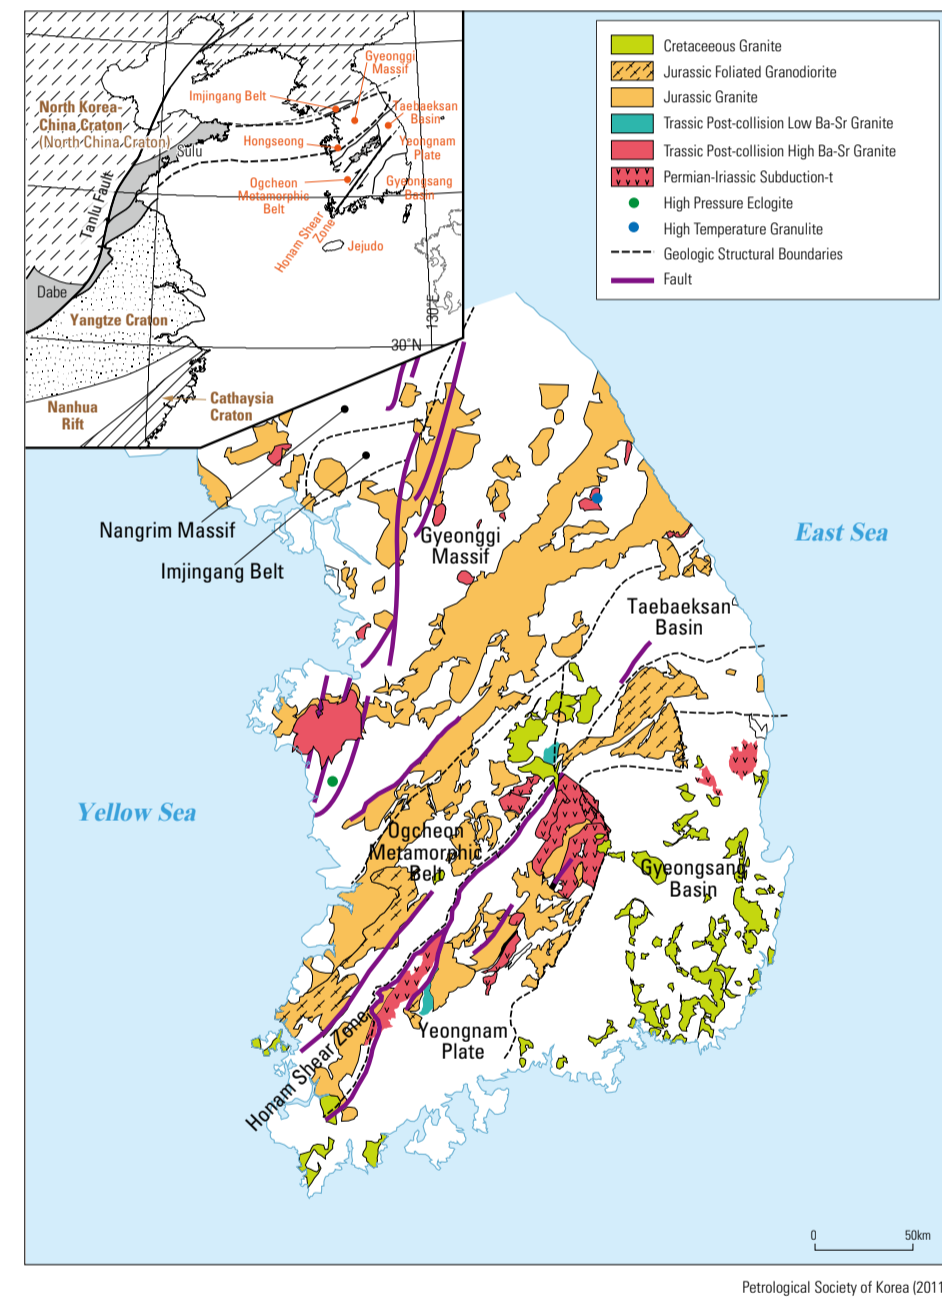 Gyeonggi
Massif
Imjingang Belt
Taebaeksan
Basin
North Korea-
China Craton
(North China Craton)
Hongseong
Sulu
Yeongnam
Plate
Ogcheon
Metamorphic
Belt
Gyeongsang
Basin
Tanlu Fault
Honam Shear
Zone
Jejudo
Dabe
Yangtze Craton
130°E
30°N
Nanhua
Rift
Cathaysia
Craton
Cretaceeous Granite
Jurassic Foliated Granodiorite
Jurassic Granite
Trassic Post-collision Low Ba-Sr Granite
Trassic Post-collision High Ba-Sr Granite
Permian-Iriassic Subduction-t
High Pressure Eclogite
High Temperature Granulite
Geologic Structural Boundaries
Fault
Nangrim Massif
Imjingang Belt
Gyeonggi
Massif
East Sea
Taebaeksan
Basin
Yellow Sea
Ogcheon
Metamorphic
Belt
Gyeongsang
Basin
Honam Shear Zone
Yeongnam
Plate
0 50km
Petrological Society of Korea (2011